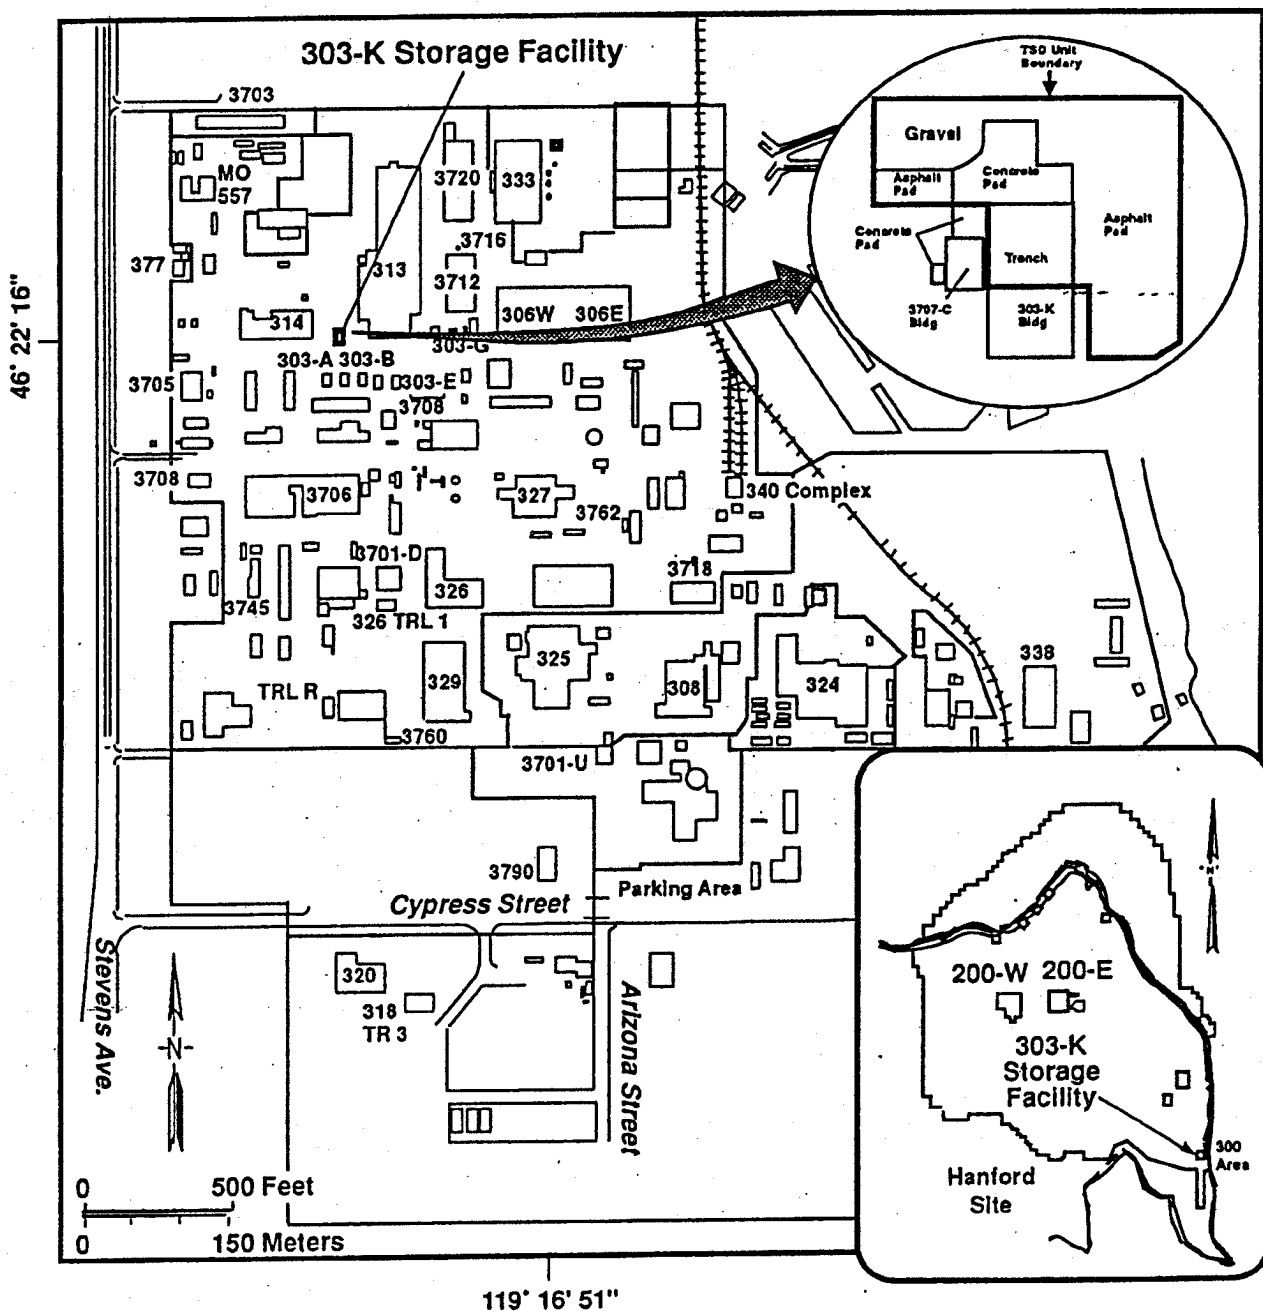 303-K Storage Facility
TSD Unit
Boundary
3703
Gravel
MO
557
3720
333
Asphalt
Pad
Concrete
Pad
Asphalt
Pad
3716
Concrete
Pad
377
313
3712
Trench
46° 22' 16"
314
306W
306E
3707-C
Bldg
303-K
Bldg
303-G
303-A
303-B
3705
303-E
3708
3708
3706
327
340 Complex
3762
3701-D
326
3718
3745
326 TRL 1
325
338
329
308
324
TRL R
3760
3701-U
3790
Parking Area
Cypress Street
N
Stevens Ave.
320
318
TR 3
Arizona Street
N
200-W
200-E
303-K
Storage
Facility
300
Area
Hanford
Site
0
500 Feet
0
150 Meters
119° 16' 51"